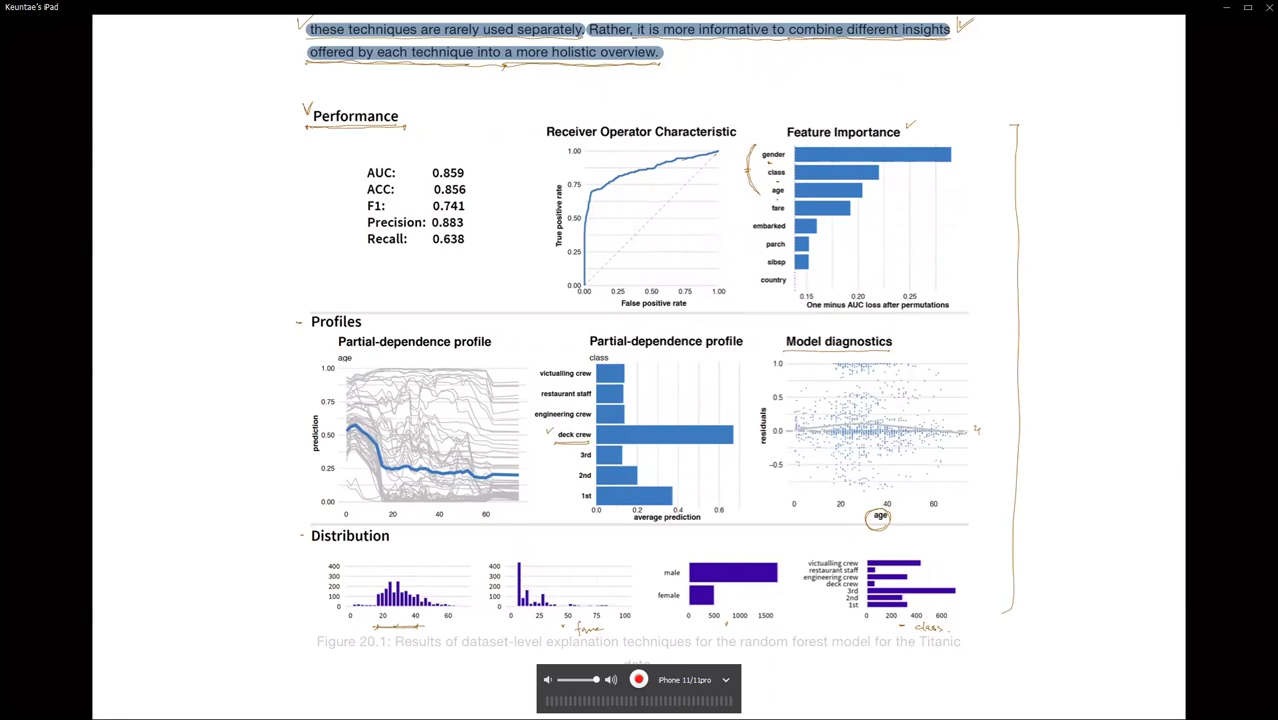 Keuntae's iPad
these techniques are rarely used separately. Rather, it is more informative to combine different insights
offered by each technique into a more holistic overview.
Performance
AUC: 0.859
ACC: 0.856
F1: 0.741
Precision: 0.883
Recall: 0.638
Receiver Operator Characteristic
1.00
0.75
0.50
0.25
0.00
True positive rate
0.00 0.25 0.50 0.75 1.00
False positive rate
Feature Importance
gender
class
age
fare
embarked
parch
sibsp
country
0.15 0.20 0.25
One minus AUC loss after permutations
Profiles
Partial-dependence profile
age
1.00
0.75
0.50
0.25
0.00
prediction
0 20 40 60
Partial-dependence profile
class
victualling crew
restaurant staff
engineering crew
deck crew
3rd
2nd
1st
0.0 0.2 0.4 0.6
average prediction
Model diagnostics
1.0
0.5
0.0
−0.5
residuals
0 20 40 60
age
Distribution
400
300
200
100
0
0 20 40 60
400
300
200
100
0
0 25 50 75 100
fare
male
female
0 500 1000 1500
victualling crew
restaurant staff
engineering crew
deck crew
3rd
2nd
1st
0 200 400 600
class
Figure 20.1: Results of dataset-level explanation techniques for the random forest model for the Titanic
iPhone 11/11pro